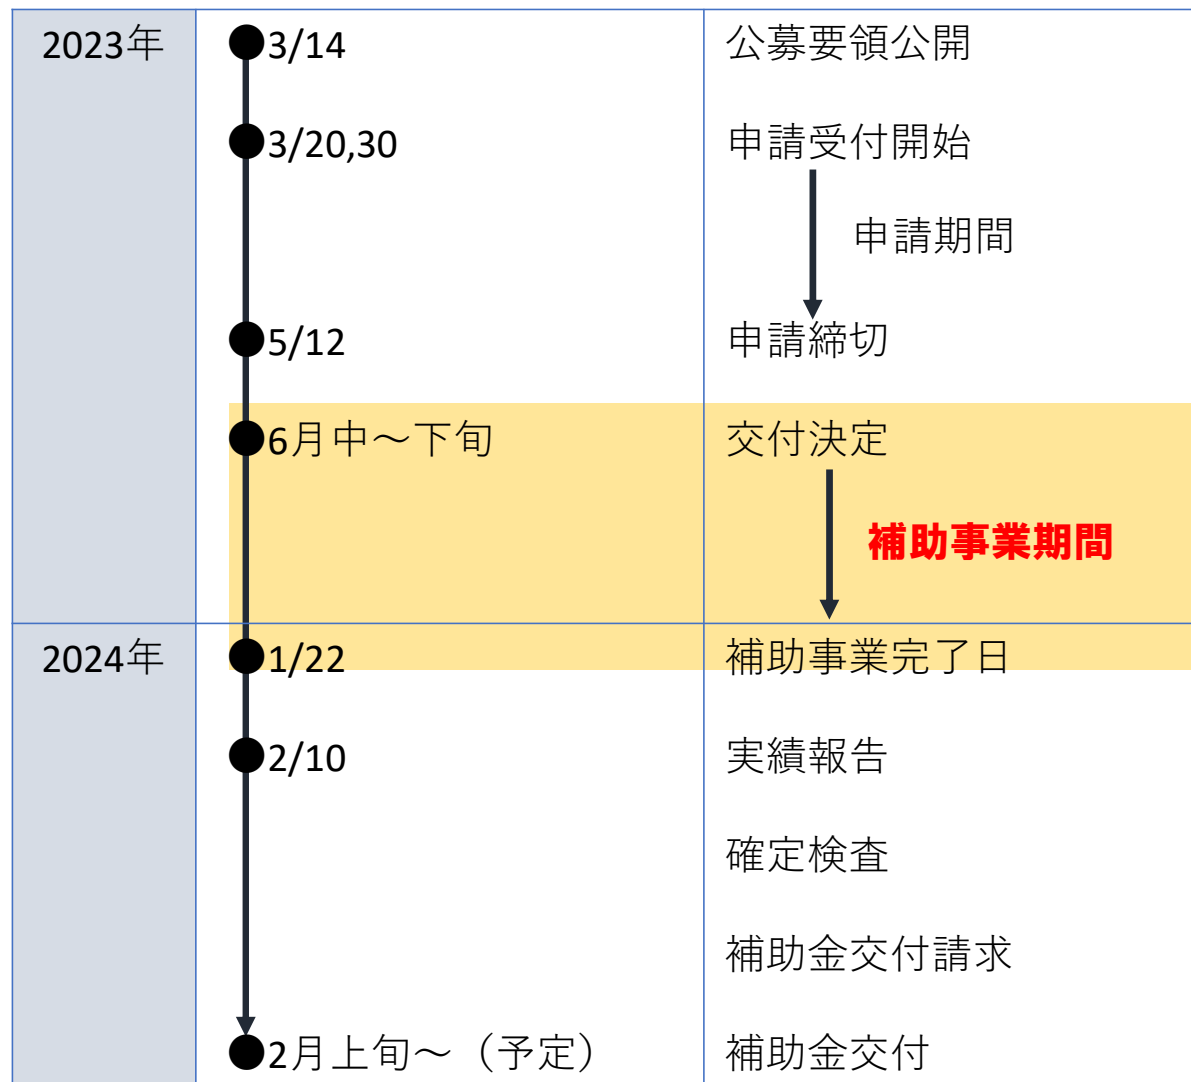 2023年 3/14 公募要領公開
3/20,30 申請受付開始
申請期間
5/12 申請締切
6月中～下旬 交付決定
補助事業期間
2024年 1/22 補助事業完了日
2/10 実績報告
確定検査
補助金交付請求
2月上旬～（予定） 補助金交付